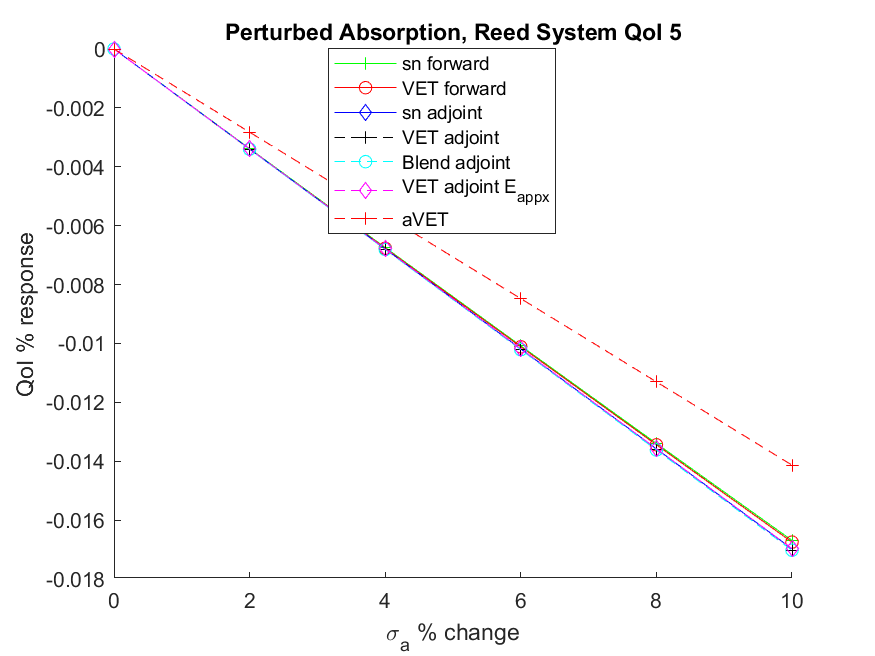 Perturbed Absorption, Reed System QoI 5
sn forward
VET forward
sn adjoint
VET adjoint
Blend adjoint
VET adjoint E_appx
aVET
QoI % response
0
-0.002
-0.004
-0.006
-0.008
-0.01
-0.012
-0.014
-0.016
-0.018
0 2 4 6 8 10
σ_a % change